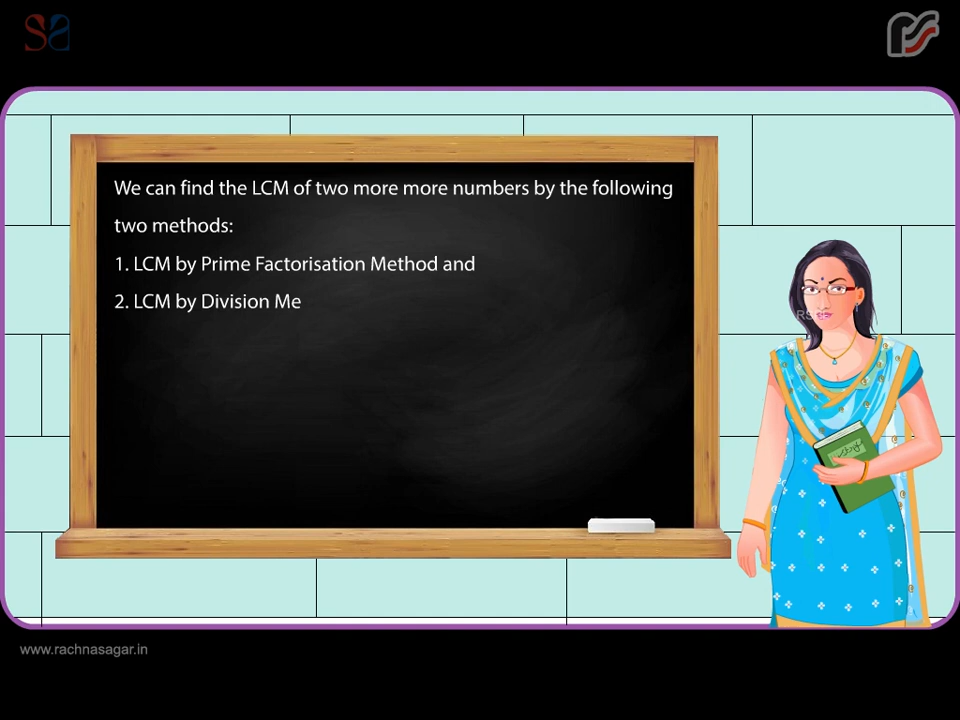 We can find the LCM of two more more numbers by the following
two methods:
1. LCM by Prime Factorisation Method and
2. LCM by Division Me
www.rachnasagar.in